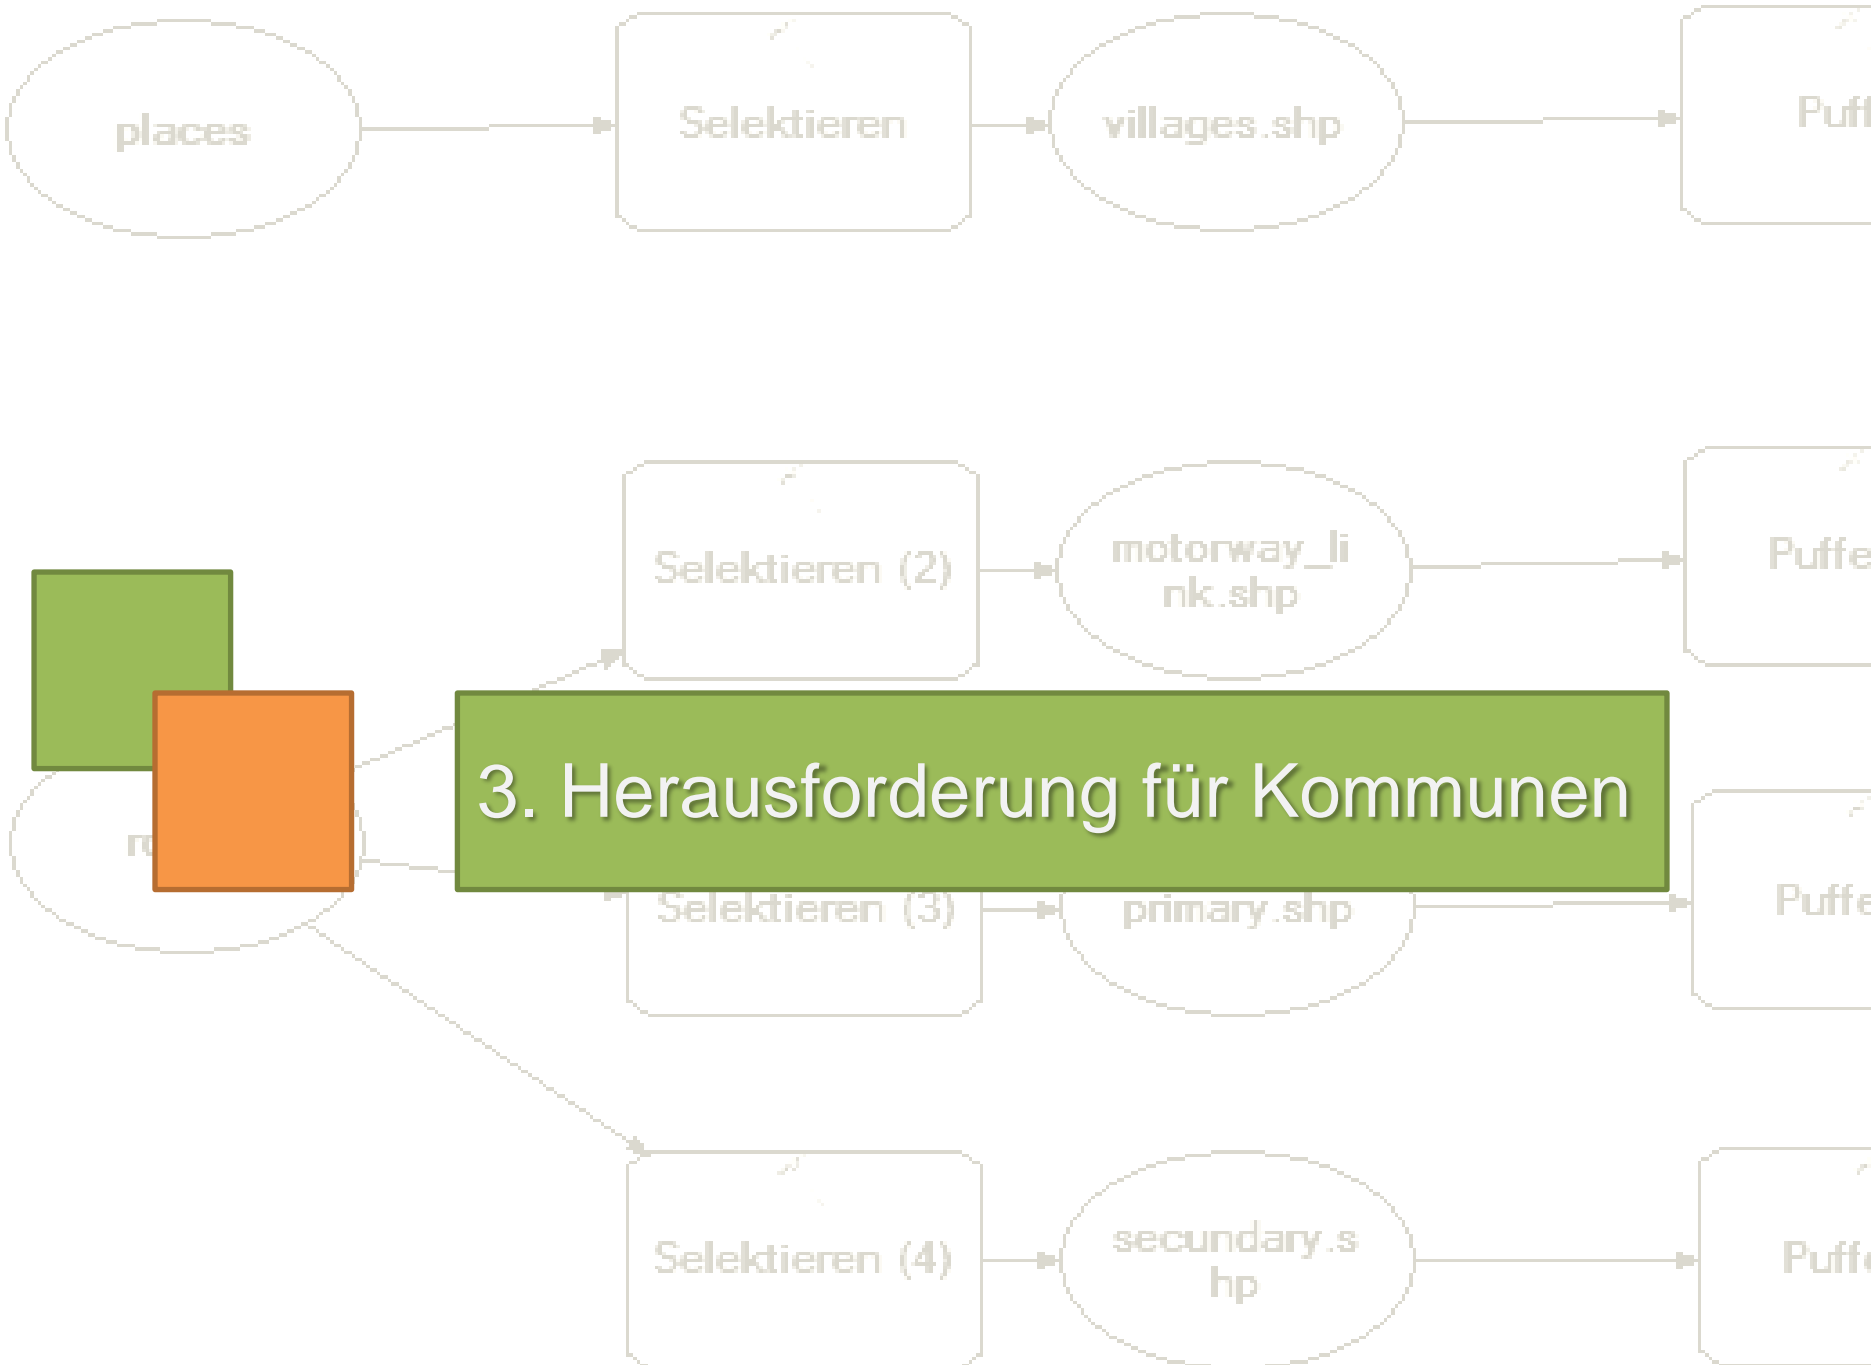 places
Selektieren
villages.shp
Selektieren (2)
motorway_li
nk.shp
3. Herausforderung für Kommunen
Selektieren (3)
primary.shp
Selektieren (4)
secundary.s
hp